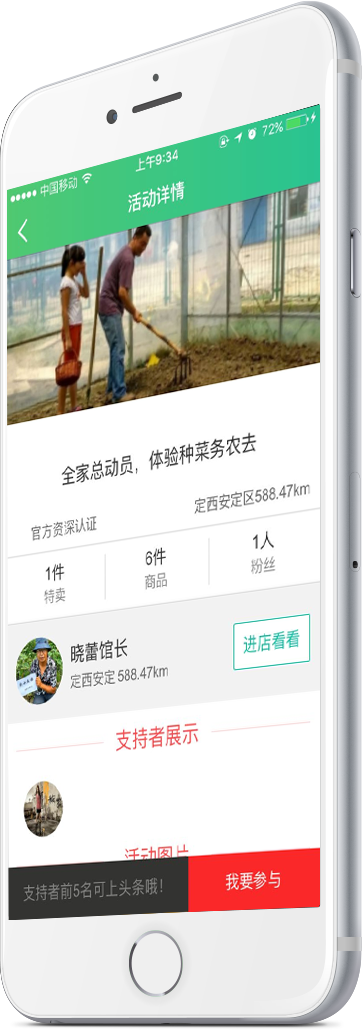 中国移动 上午9:34 72%
活动详情
全家总动员，体验种菜务农去
官方资深认证 定西安定区588.47km
1件 6件 1人
特卖 商品 粉丝
晓蕾馆长
定西安定 588.47km
进店看看
支持者展示
活动图片
支持者前5名可上头条哦！ 我要参与